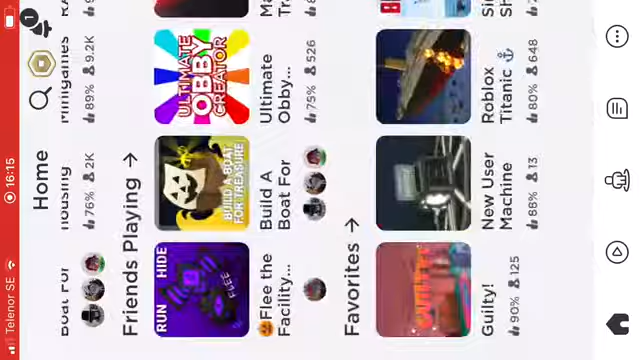 Telenor SE
16:15
1
Home
Boat For
76% 2K
89% 9.2K
Minigames
Friends Playing →
RUN HIDE
FLEE
BUILD A BOAT
FOR TREASURE
ULTIMATE
OBBY
CREATOR
Flee the
Facility...
Build A
Boat For
Ultimate
Obby...
75% 526
Favorites →
Guilty!
90% 125
New User
Machine
88% 13
Roblox
Titanic ⚓
80% 648